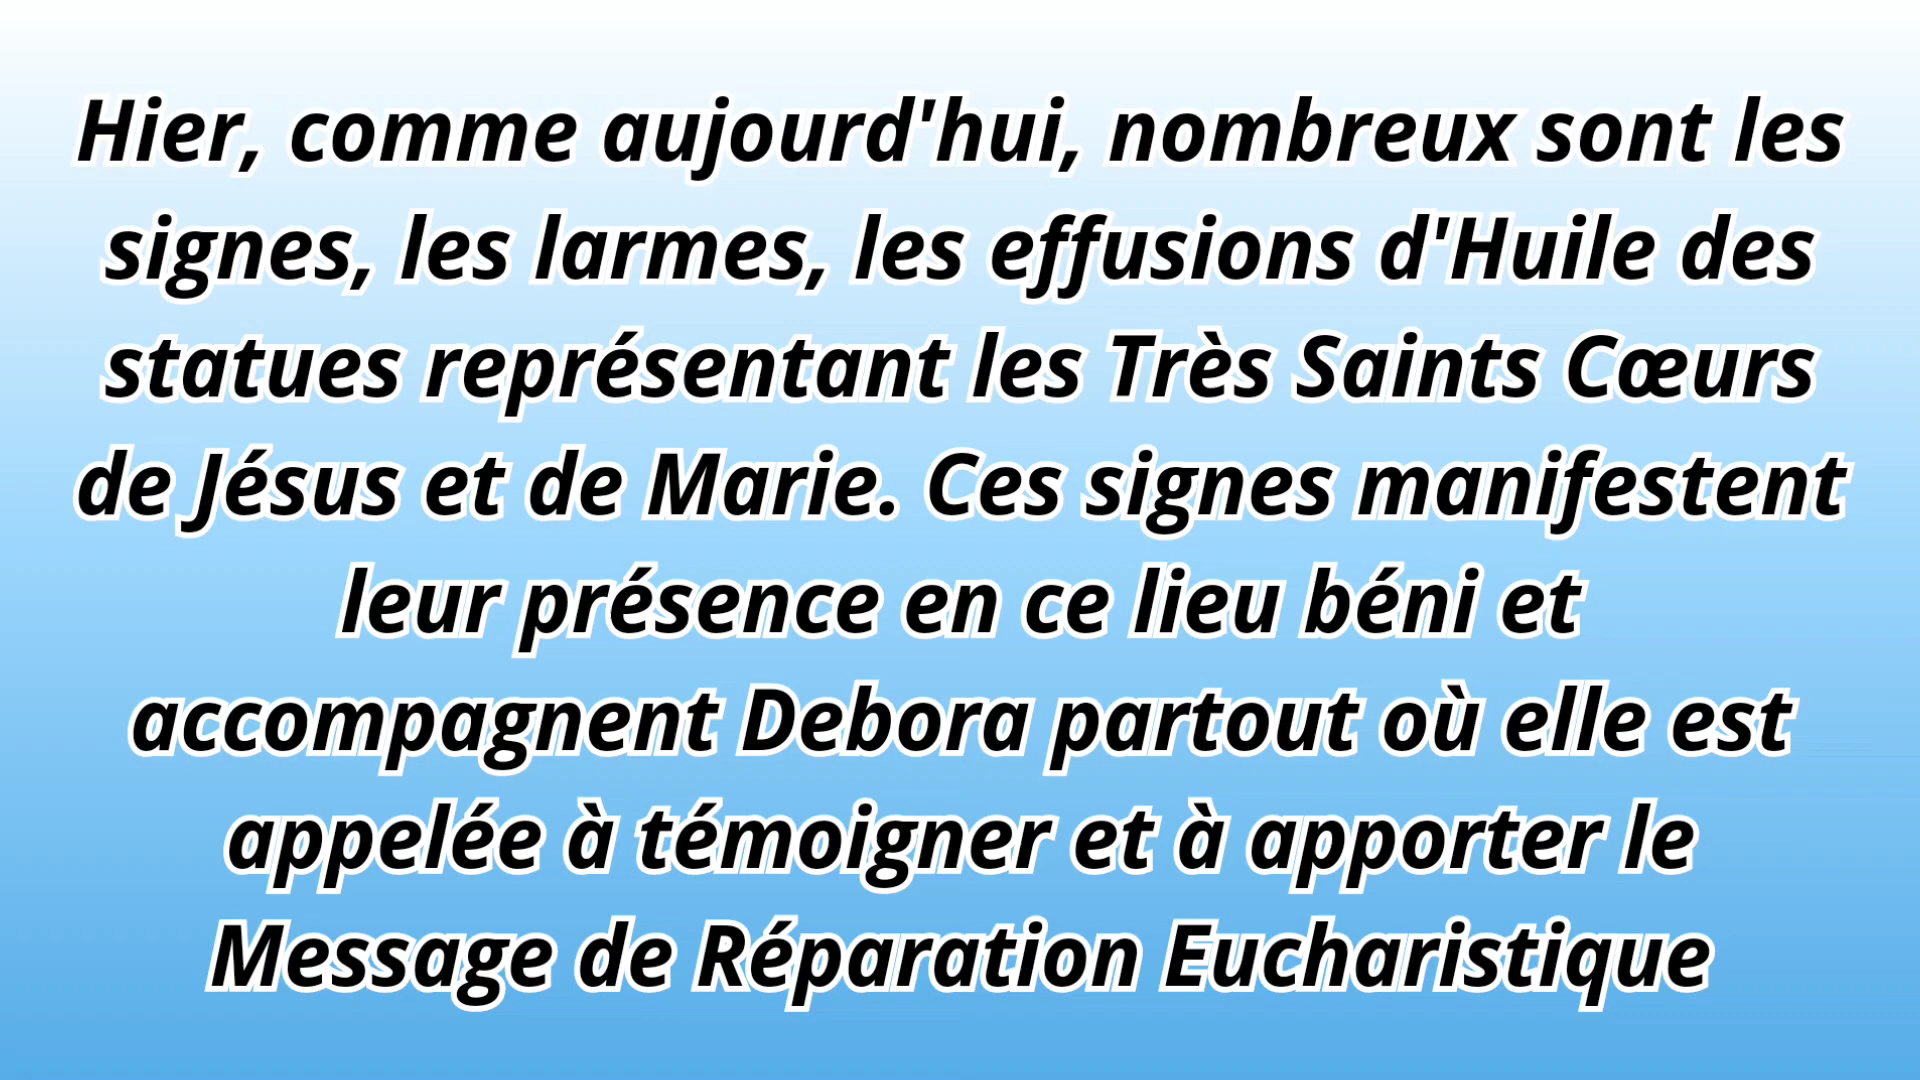 Hier, comme aujourd'hui, nombreux sont les
signes, les larmes, les effusions d'Huile des
statues représentant les Très Saints Cœurs
de Jésus et de Marie. Ces signes manifestent
leur présence en ce lieu béni et
accompagnent Debora partout où elle est
appelée à témoigner et à apporter le
Message de Réparation Eucharistique